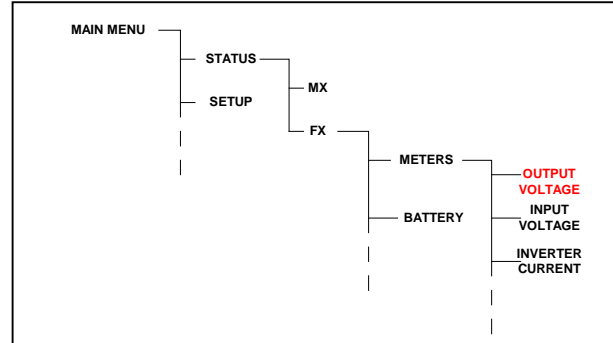 MAIN MENU
STATUS
SETUP
MX
FX
METERS
BATTERY
OUTPUT
VOLTAGE
INPUT
VOLTAGE
INVERTER
CURRENT